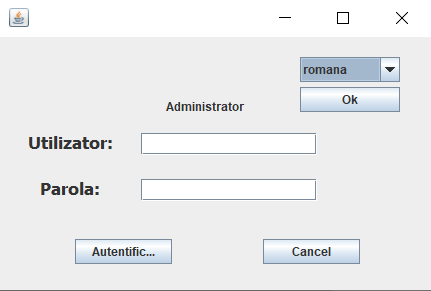 romana
Ok
Administrator
Utilizator:
Parola:
Autentific...
Cancel